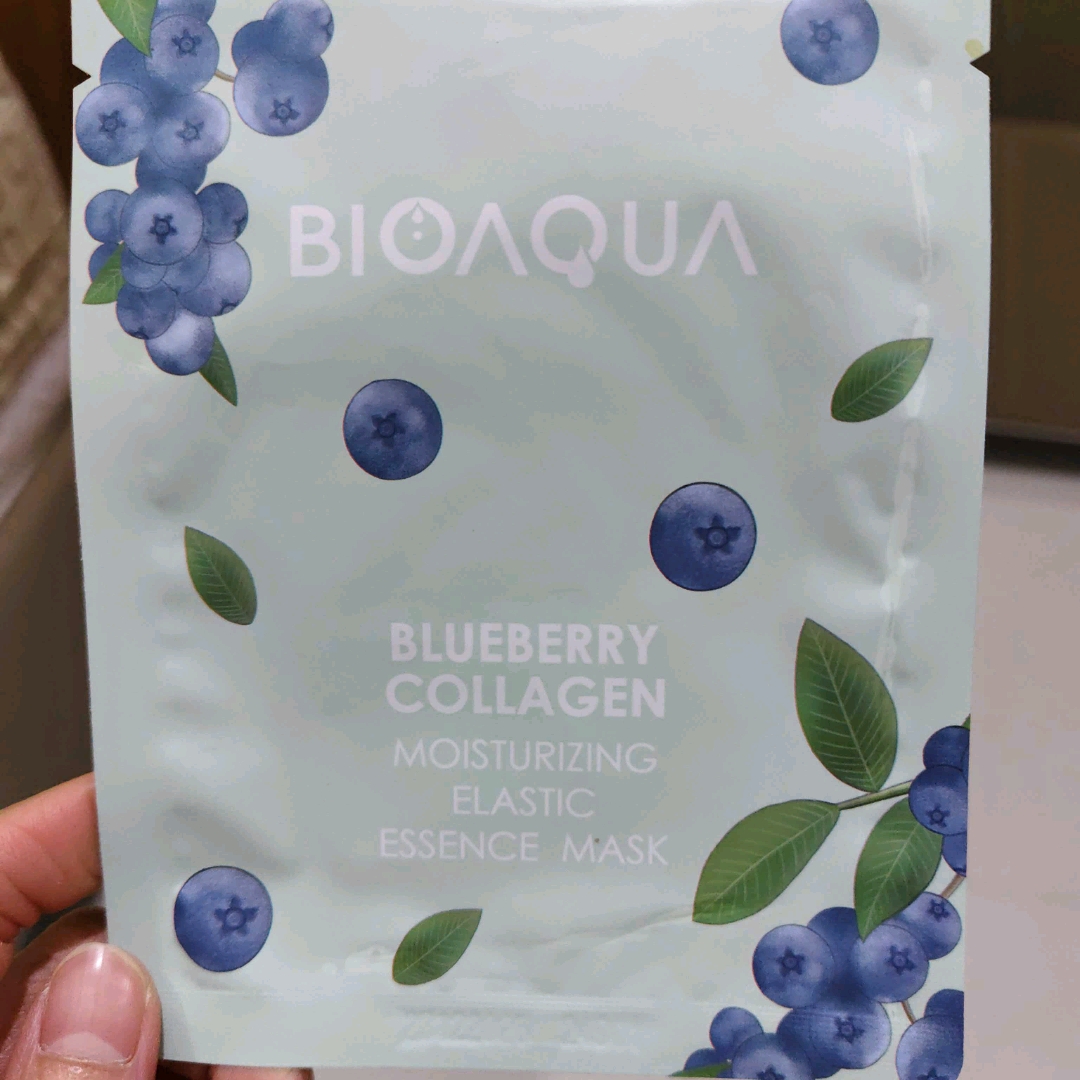 BIOAQUA
BLUEBERRY
COLLAGEN
MOISTURIZING
ELASTIC
ESSENCE MASK